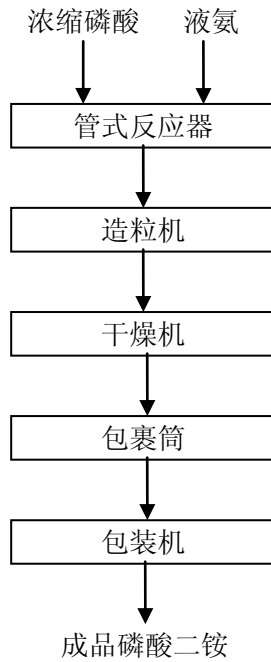 浓缩磷酸 液氨
管式反应器
造粒机
干燥机
包裹筒
包装机
成品磷酸二铵